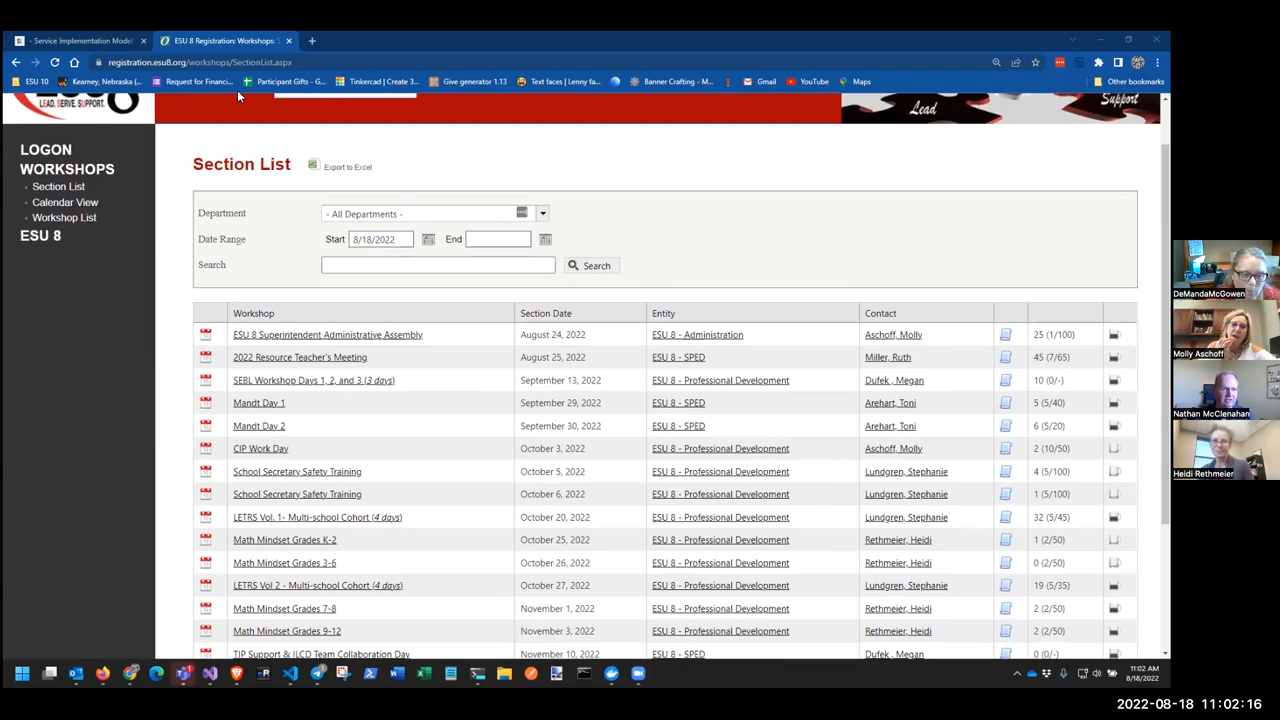 - Service Implementation Model
ESU 8 Registration: Workshops: S
registration.esu8.org/workshops/SectionList.aspx
ESU 10
Kearney, Nebraska (...
Request for Financi...
Participant Gifts - G...
Tinkercad | Create 3...
Give generator 1.13
Text faces | Lenny fa...
Banner Crafting - M...
Gmail
YouTube
Maps
Other bookmarks
LEAD. SERVE. SUPPORT.
Lead
Support
LOGON
WORKSHOPS
Section List
Calendar View
Workshop List
ESU 8
Section List Export to Excel
Department - All Departments -
Date Range Start 8/18/2022 End
Search Search
Workshop Section Date Entity Contact
ESU 8 Superintendent Administrative Assembly August 24, 2022 ESU 8 - Administration Aschoff, Molly 25 (1/100)
2022 Resource Teacher's Meeting August 25, 2022 ESU 8 - SPED Miller, Ruth 45 (7/65)
SEBL Workshop Days 1, 2, and 3 (3 days) September 13, 2022 ESU 8 - Professional Development Dufek , Megan 10 (0/-)
Mandt Day 1 September 29, 2022 ESU 8 - SPED Arehart, Toni 5 (5/40)
Mandt Day 2 September 30, 2022 ESU 8 - SPED Arehart, Toni 6 (5/20)
CIP Work Day October 3, 2022 ESU 8 - Professional Development Aschoff, Molly 2 (10/50)
School Secretary Safety Training October 5, 2022 ESU 8 - Professional Development Lundgren, Stephanie 4 (5/100)
School Secretary Safety Training October 6, 2022 ESU 8 - Professional Development Lundgren, Stephanie 1 (5/100)
LETRS Vol. 1- Multi-school Cohort (4 days) October 20, 2022 ESU 8 - Professional Development Lundgren, Stephanie 32 (5/45)
Math Mindset Grades K-2 October 25, 2022 ESU 8 - Professional Development Rethmeier, Heidi 1 (2/50)
Math Mindset Grades 3-6 October 26, 2022 ESU 8 - Professional Development Rethmeier, Heidi 0 (2/50)
LETRS Vol 2 - Multi-school Cohort (4 days) October 27, 2022 ESU 8 - Professional Development Lundgren, Stephanie 19 (5/35)
Math Mindset Grades 7-8 November 1, 2022 ESU 8 - Professional Development Rethmeier, Heidi 2 (2/50)
Math Mindset Grades 9-12 November 3, 2022 ESU 8 - Professional Development Rethmeier, Heidi 2 (2/50)
TIP Support & ILCD Team Collaboration Day November 4, 2022 ESU 8 - SPED Dufek , Megan 0 (0/-)
DeMandaMcGowen
Molly Aschoff
Nathan McClenahan
Heidi Rethmeier
11:02 AM
8/18/2022
2022-08-18 11:02:16